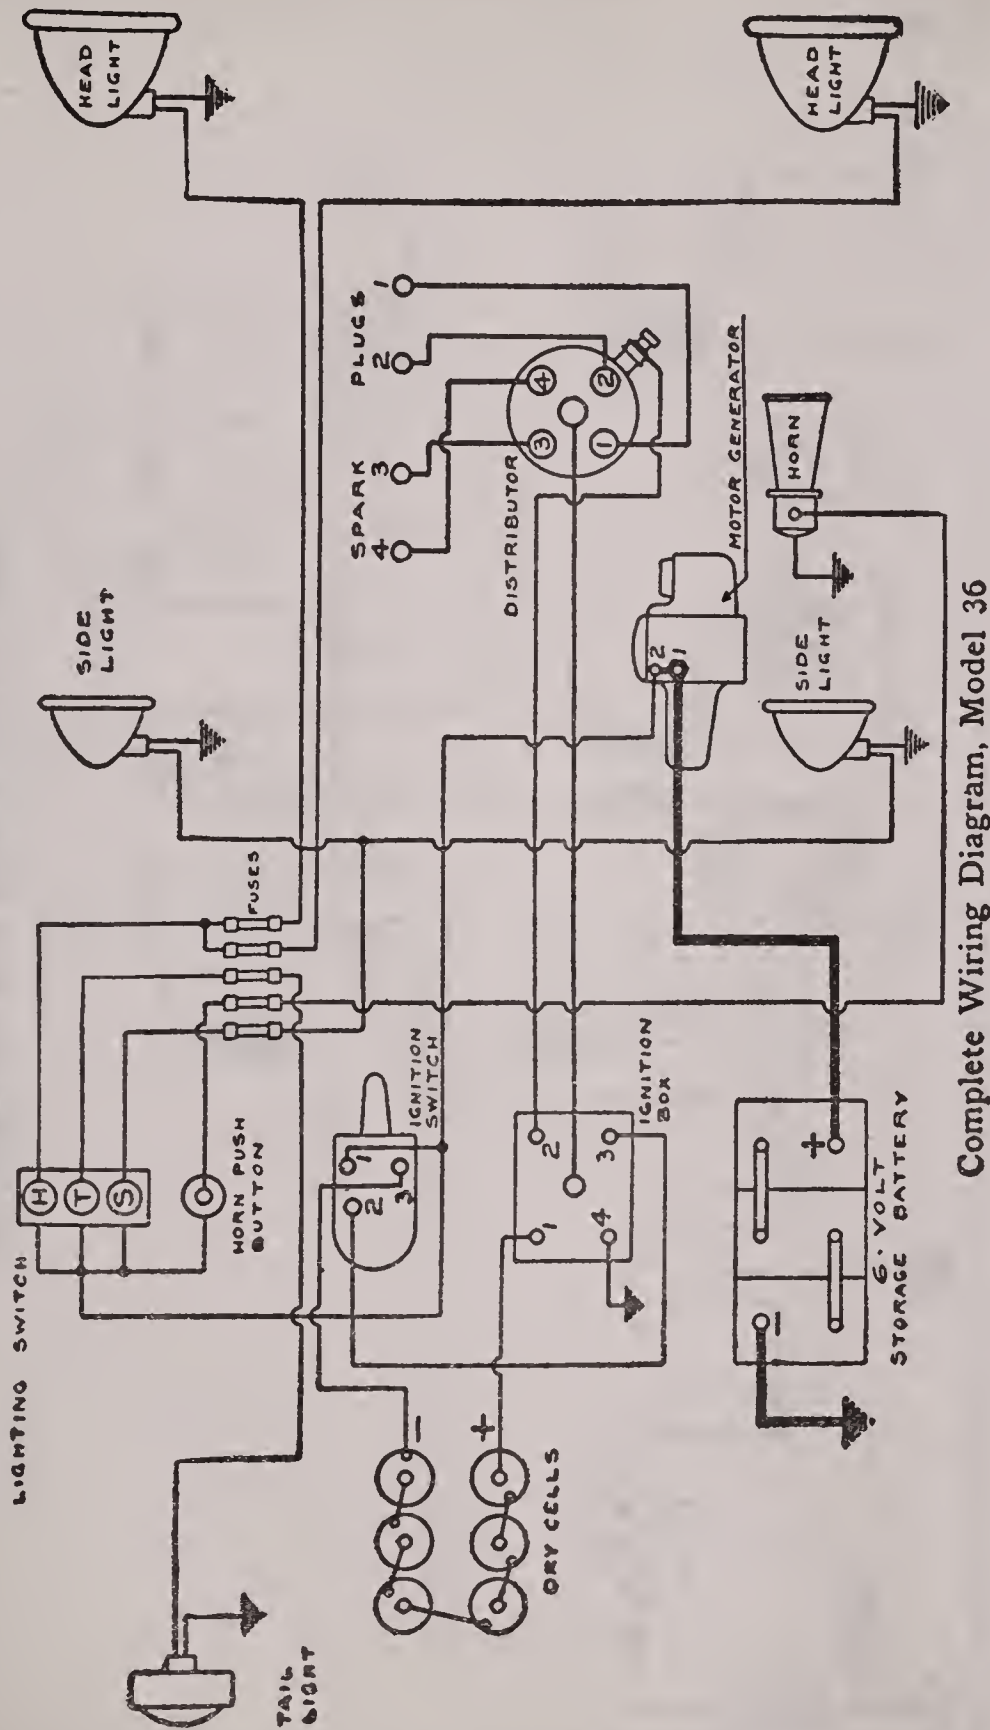 HEAD
LIGHT
HEAD
LIGHT
SPARK PLUGS
4 3 2 1
3 4
1 2
DISTRIBUTOR
MOTOR GENERATOR
2
1
HORN
SIDE
LIGHT
SIDE
LIGHT
FUSES
LIGHTING SWITCH
H
T
S
HORN PUSH
BUTTON
IGNITION
SWITCH
1
2
3
IGNITION
BOX
1 2
4 3
TAIL
LIGHT
DRY CELLS
-
+
6 · VOLT
STORAGE BATTERY
- +
Complete Wiring Diagram, Model 36